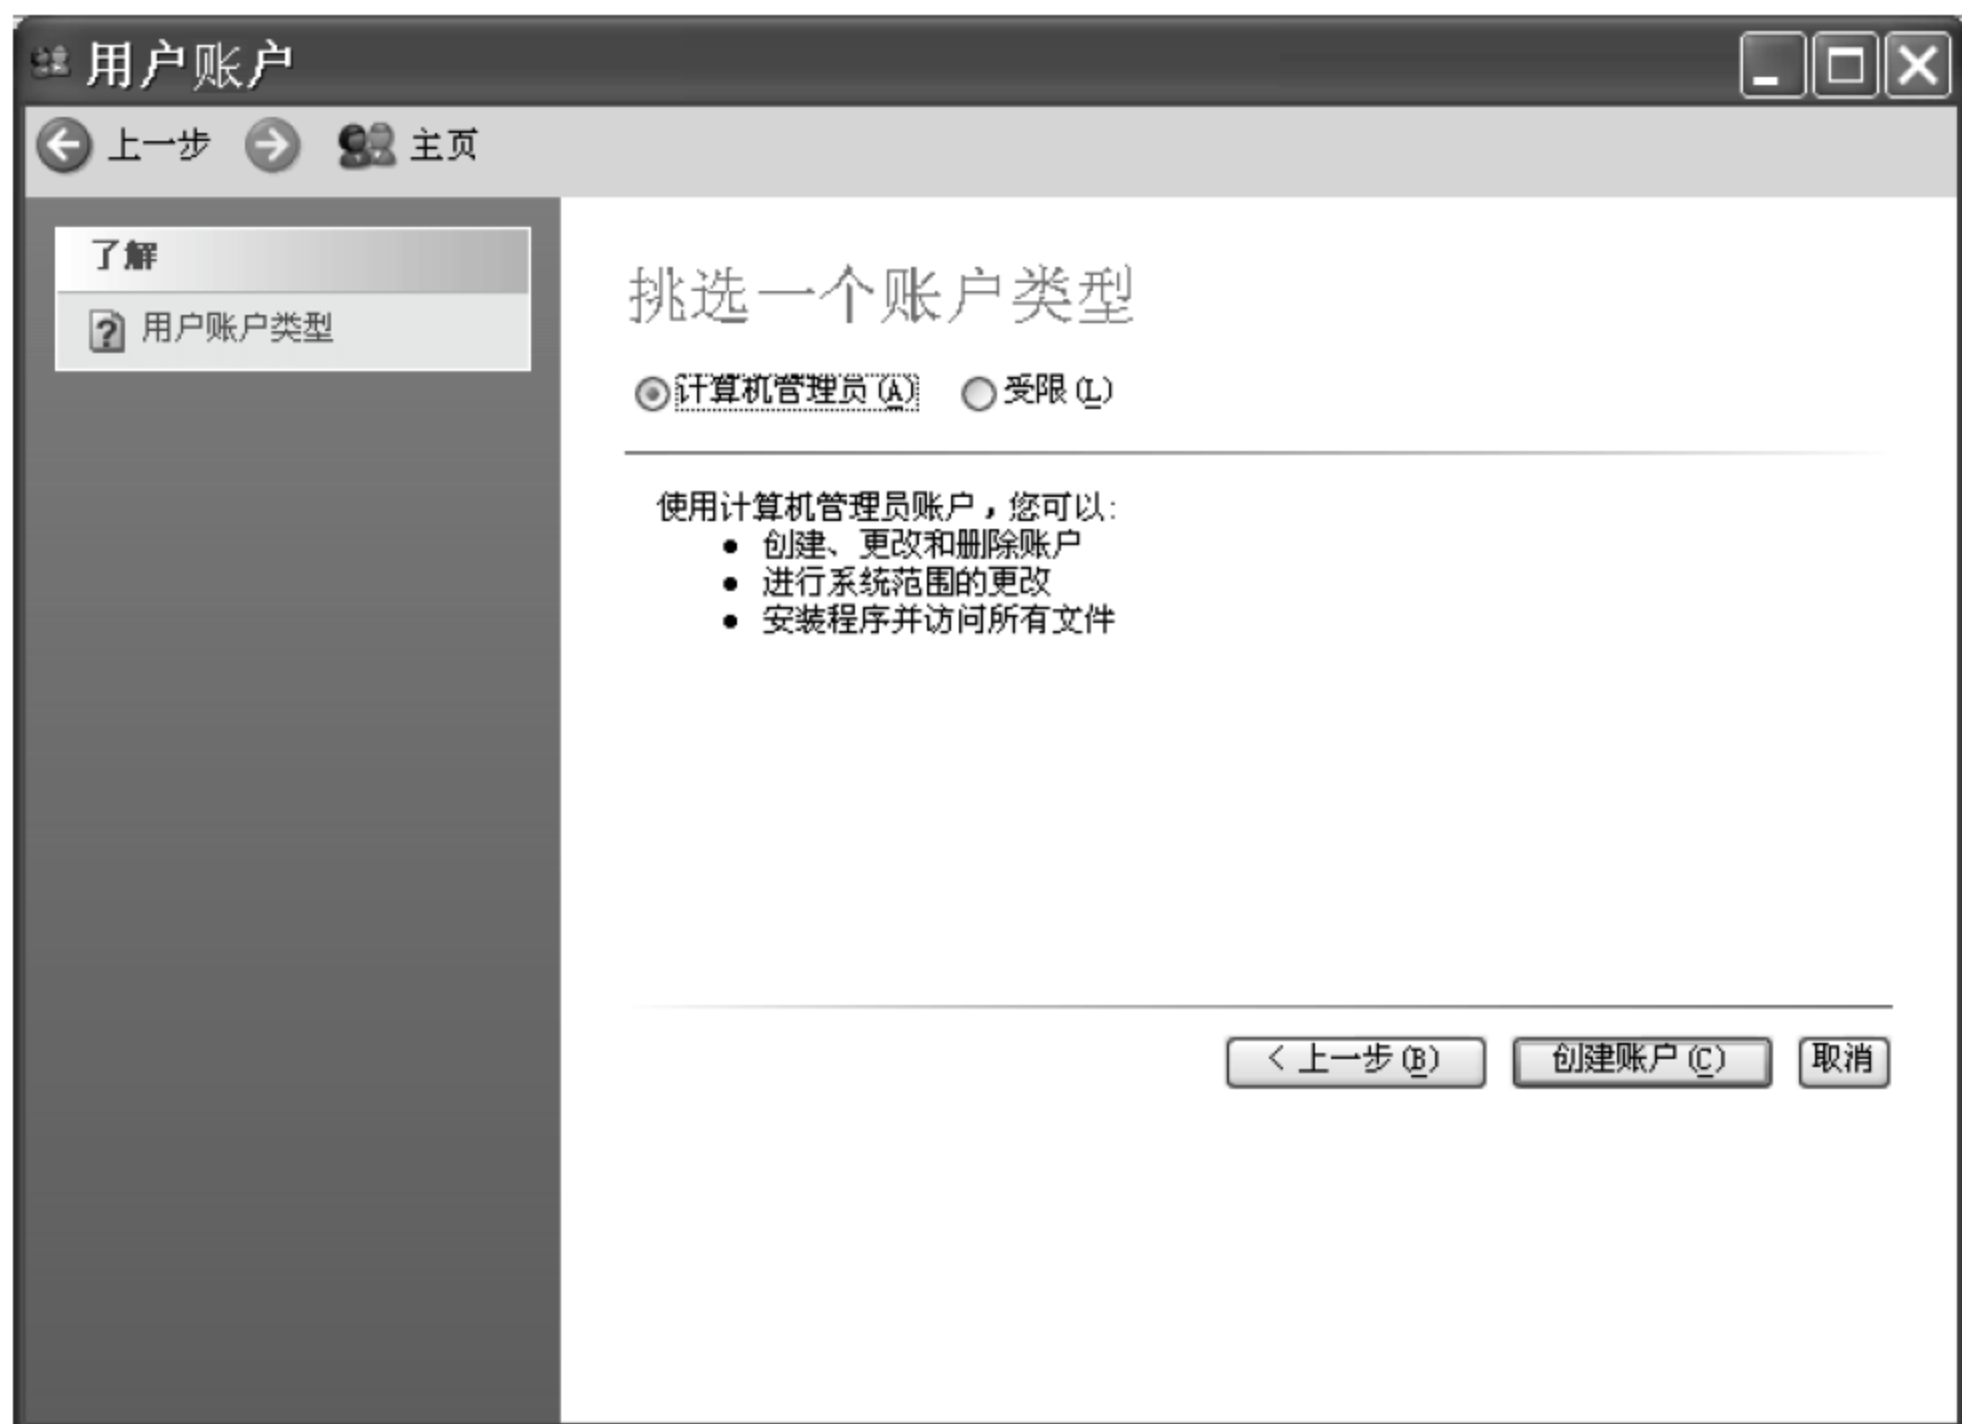 用户账户
上一步 主页
了解
用户账户类型
挑选一个账户类型
计算机管理员(A) 受限(L)
使用计算机管理员账户，您可以：
• 创建、更改和删除账户
• 进行系统范围的更改
• 安装程序并访问所有文件
< 上一步(B) 创建账户(C) 取消